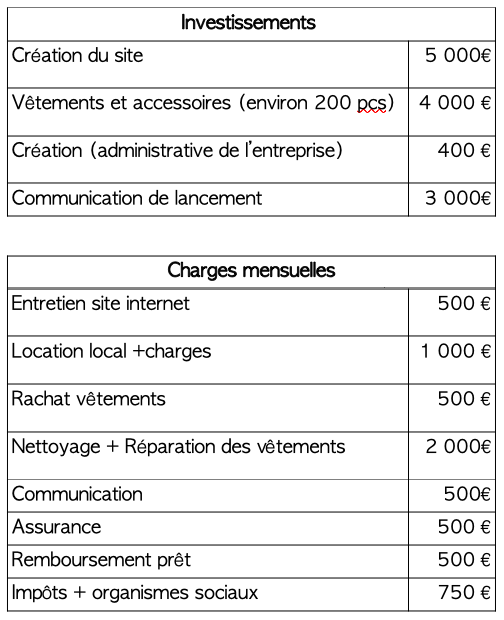 Investissements
Création du site 5 000€
Vêtements et accessoires (environ 200 pcs) 4 000 €
Création (administrative de l'entreprise) 400 €
Communication de lancement 3 000€
Charges mensuelles
Entretien site internet 500 €
Location local +charges 1 000 €
Rachat vêtements 500 €
Nettoyage + Réparation des vêtements 2 000€
Communication 500€
Assurance 500 €
Remboursement prêt 500 €
Impôts + organismes sociaux 750 €